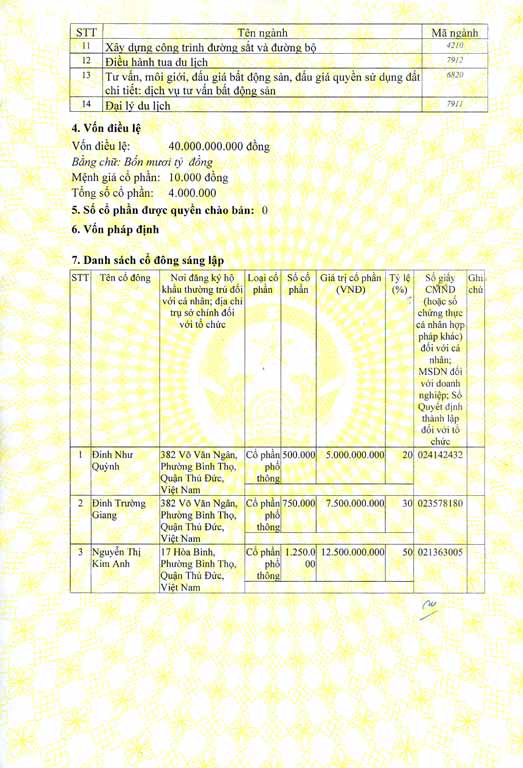 STT Tên ngành Mã ngành
11 Xây dựng công trình đường sắt và đường bộ 4210
12 Điều hành tua du lịch 7912
13 Tư vấn, môi giới, đấu giá bất động sản, đấu giá quyền sử dụng đất 6820
chi tiết: dịch vụ tư vấn bất động sản
14 Đại lý du lịch 7911
4. Vốn điều lệ
Vốn điều lệ: 40.000.000.000 đồng
Bằng chữ: Bốn mươi tỷ đồng
Mệnh giá cổ phần: 10.000 đồng
Tổng số cổ phần: 4.000.000
5. Số cổ phần được quyền chào bán: 0
6. Vốn pháp định
7. Danh sách cổ đông sáng lập
STT Tên cổ đông Nơi đăng ký hộ Loại cổ Số cổ Giá trị cổ phần Tỷ lệ Số giấy Ghi
khẩu thường trú đối phần phần (VNĐ) (%) CMND chú
với cá nhân; địa chỉ (hoặc số
trụ sở chính đối chứng thực
với tổ chức cá nhân hợp
pháp khác)
đối với cá
nhân;
MSDN đối
với doanh
nghiệp; Số
Quyết định
thành lập
đối với tổ
chức
1 Đinh Như 382 Võ Văn Ngân, Cổ phần 500.000 5.000.000.000 20 024142432
Quỳnh Phường Bình Thọ, phổ
Quận Thủ Đức, thông
Việt Nam
2 Đinh Trường 382 Võ Văn Ngân, Cổ phần 750.000 7.500.000.000 30 023578180
Giang Phường Bình Thọ, phổ
Quận Thủ Đức, thông
Việt Nam
3 Nguyễn Thị 17 Hòa Bình, Cổ phần 1.250.0 12.500.000.000 50 021363005
Kim Anh Phường Bình Thọ, phổ 00
Quận Thủ Đức, thông
Việt Nam